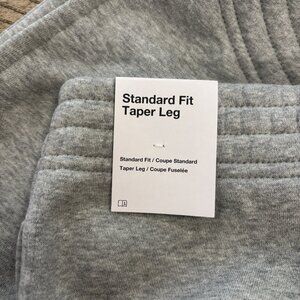 Standard Fit
Taper Leg
Standard Fit / Coupe Standard
Taper Leg / Coupe Fuselée